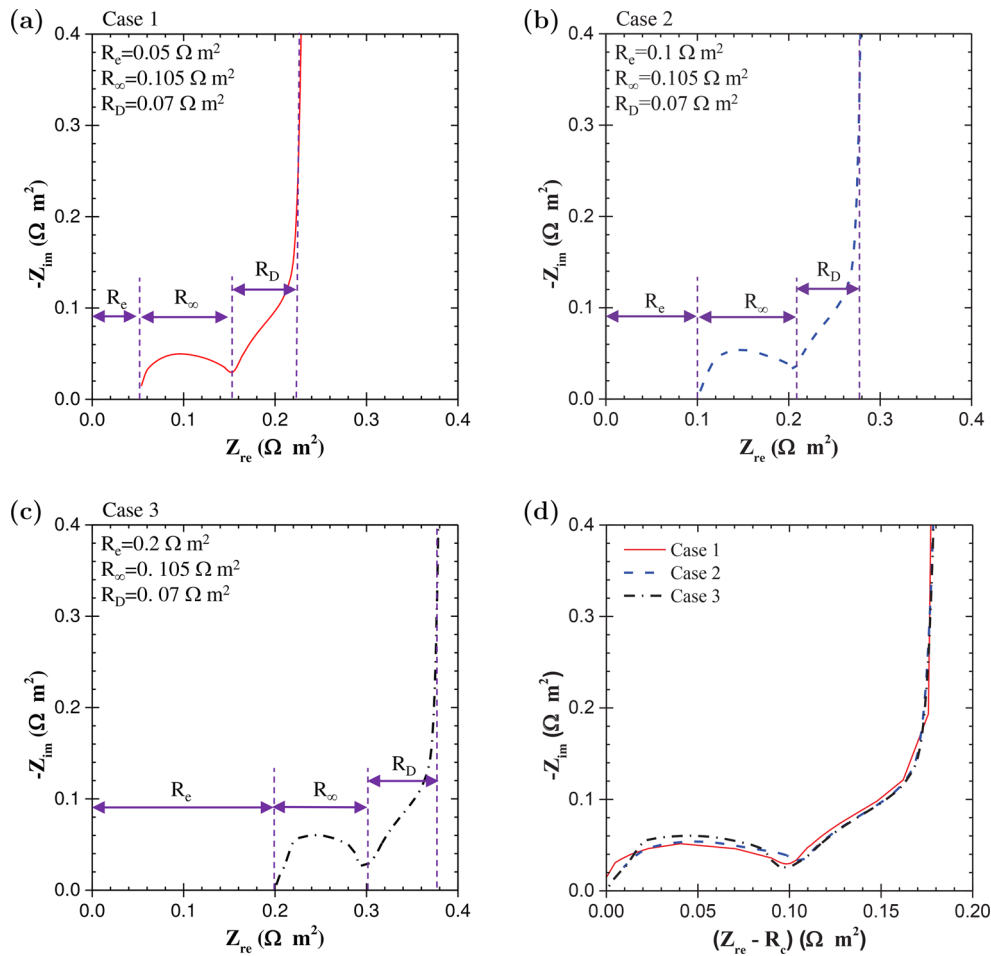 (a) Case 1
R_e=0.05 Ω m²
R_∞=0.105 Ω m²
R_D=0.07 Ω m²
0.4
0.3
0.2
0.1
0.0
-Z_im (Ω m²)
R_e
R_∞
R_D
0.0 0.1 0.2 0.3 0.4
Z_re (Ω m²)
(b) Case 2
R_e=0.1 Ω m²
R_∞=0.105 Ω m²
R_D=0.07 Ω m²
0.4
0.3
0.2
0.1
0.0
-Z_im (Ω m²)
R_e
R_∞
R_D
0.0 0.1 0.2 0.3 0.4
Z_re (Ω m²)
(c) Case 3
R_e=0.2 Ω m²
R_∞=0. 105 Ω m²
R_D=0. 07 Ω m²
0.4
0.3
0.2
0.1
0.0
-Z_im (Ω m²)
R_e
R_∞
R_D
0.0 0.1 0.2 0.3 0.4
Z_re (Ω m²)
(d)
Case 1
Case 2
Case 3
0.4
0.3
0.2
0.1
0.0
-Z_im (Ω m²)
0.00 0.05 0.10 0.15 0.20
(Z_re - R_c) (Ω m²)